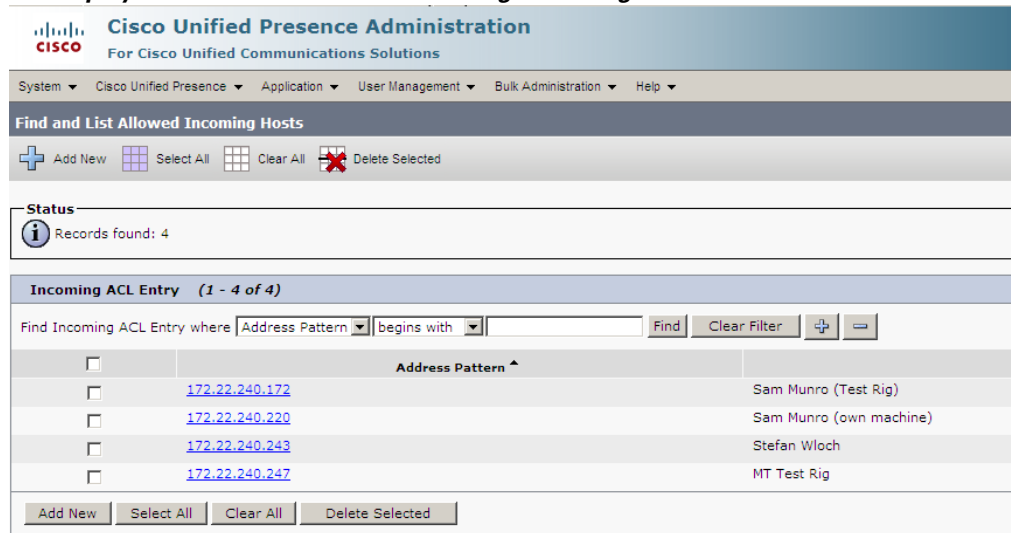 Cisco Unified Presence Administration
CISCO For Cisco Unified Communications Solutions
System Cisco Unified Presence Application User Management Bulk Administration Help
Find and List Allowed Incoming Hosts
Add New Select All Clear All Delete Selected
Status
i Records found: 4
Incoming ACL Entry (1 - 4 of 4)
Find Incoming ACL Entry where Address Pattern begins with Find Clear Filter
Address Pattern
172.22.240.172 Sam Munro (Test Rig)
172.22.240.220 Sam Munro (own machine)
172.22.240.243 Stefan Wloch
172.22.240.247 MT Test Rig
Add New Select All Clear All Delete Selected